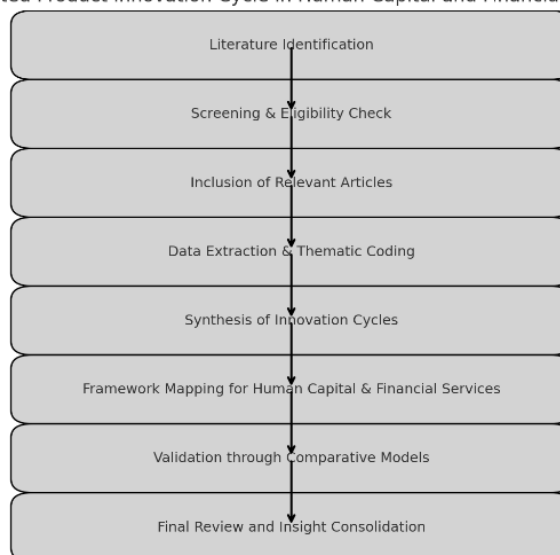 Product Innovation Cycle in Human Capital and Financial
Literature Identification
Screening & Eligibility Check
Inclusion of Relevant Articles
Data Extraction & Thematic Coding
Synthesis of Innovation Cycles
Framework Mapping for Human Capital & Financial Services
Validation through Comparative Models
Final Review and Insight Consolidation